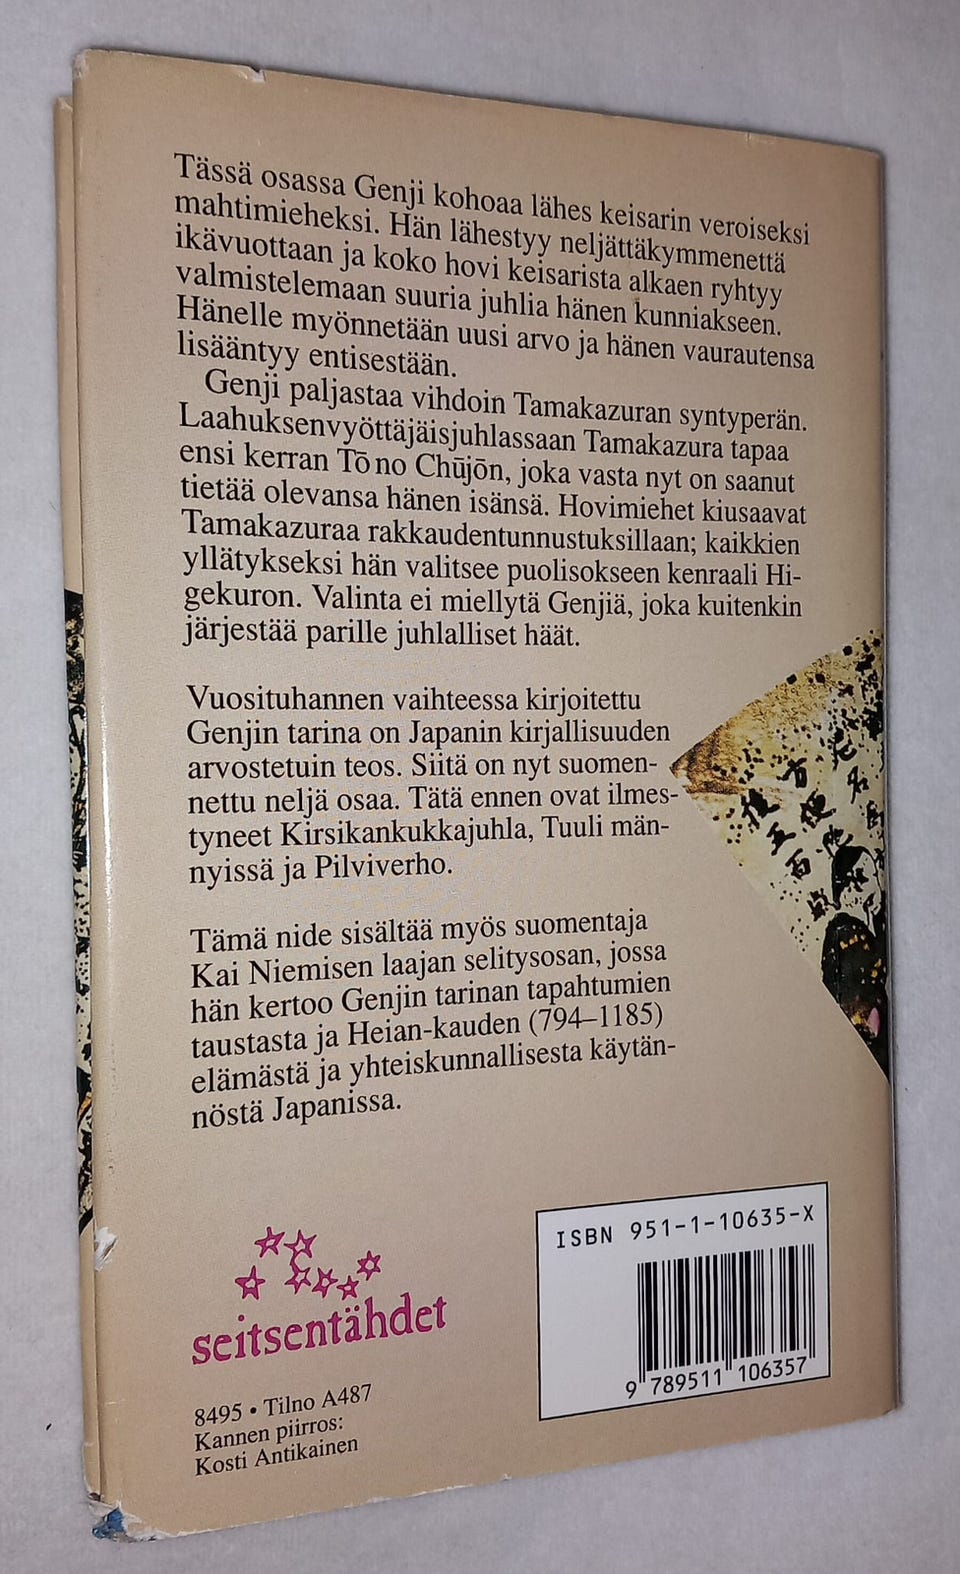 Tässä osassa Genji kohoaa lähes keisarin veroiseksi
mahtimieheksi. Hän lähestyy neljättäkymmenettä
ikävuottaan ja koko hovi keisarista alkaen ryhtyy
valmistelemaan suuria juhlia hänen kunniakseen.
Hänelle myönnetään uusi arvo ja hänen vaurautensa
lisääntyy entisestään.
Genji paljastaa vihdoin Tamakazuran syntyperän.
Laahuksenvyöttäjäisjuhlassaan Tamakazura tapaa
ensi kerran Tō no Chūjōn, joka vasta nyt on saanut
tietää olevansa hänen isänsä. Hovimiehet kiusaavat
Tamakazuraa rakkaudentunnustuksillaan; kaikkien
yllätykseksi hän valitsee puolisokseen kenraali Hi-
gekuron. Valinta ei miellytä Genjiä, joka kuitenkin
järjestää parille juhlalliset häät.
Vuosituhannen vaihteessa kirjoitettu
Genjin tarina on Japanin kirjallisuuden
arvostetuin teos. Siitä on nyt suomen-
nettu neljä osaa. Tätä ennen ovat ilmes-
tyneet Kirsikankukkajuhla, Tuuli män-
nyissä ja Pilviverho.
Tämä nide sisältää myös suomentaja
Kai Niemisen laajan selitysosan, jossa
hän kertoo Genjin tarinan tapahtumien
taustasta ja Heian-kauden (794–1185)
elämästä ja yhteiskunnallisesta käytän-
nöstä Japanissa.
seitsentähdet
8495 • Tilno A487
Kannen piirros:
Kosti Antikainen
ISBN 951-1-10635-X
9 789511 106357